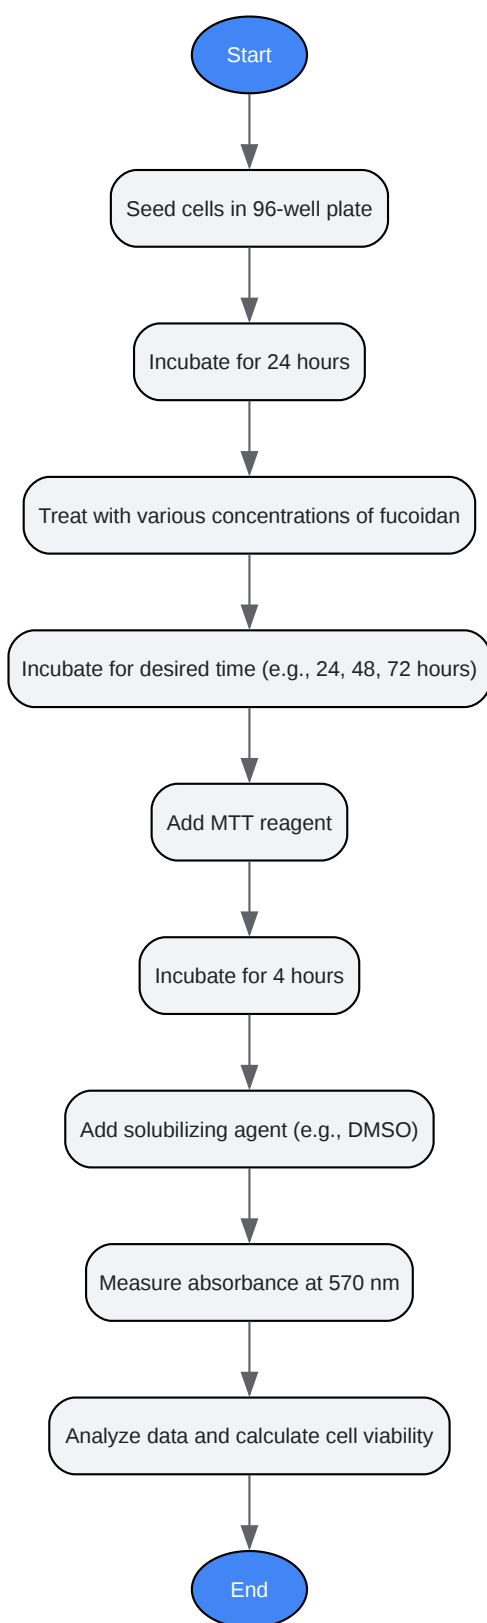 Start
Seed cells in 96-well plate
Incubate for 24 hours
Treat with various concentrations of fucoidan
Incubate for desired time (e.g., 24, 48, 72 hours)
Add MTT reagent
Incubate for 4 hours
Add solubilizing agent (e.g., DMSO)
Measure absorbance at 570 nm
Analyze data and calculate cell viability
End